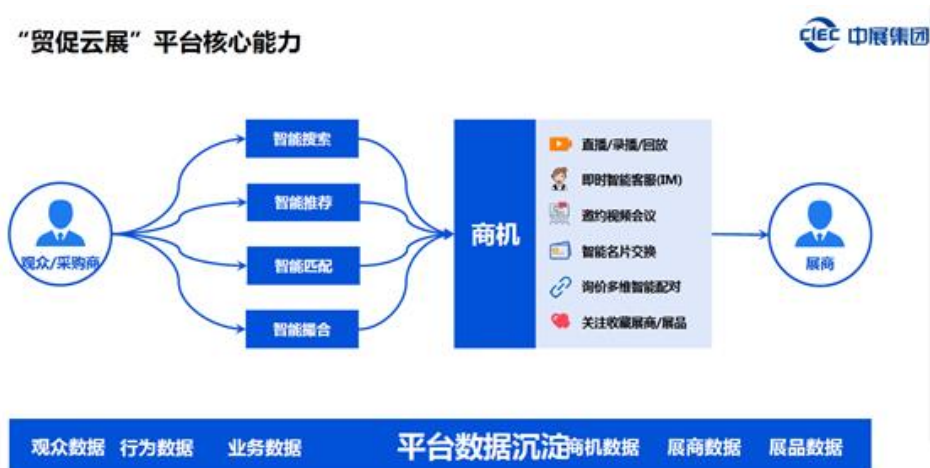 “贸促云展”平台核心能力
CIEC 中展集团
观众/采购商
智能搜索
智能推荐
智能匹配
智能撮合
商机
直播/录播/回放
即时智能客服(IM)
邀约视频会议
智能名片交换
询价多维智能配对
关注收藏展商/展品
展商
观众数据 行为数据 业务数据 平台数据沉淀 商机数据 展商数据 展品数据